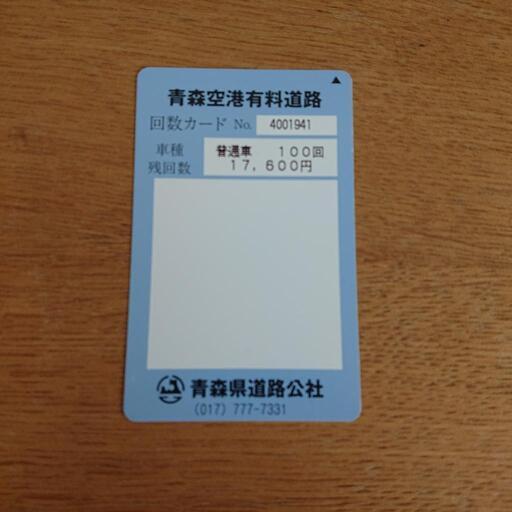 青森空港有料道路
回数カード No. 4001941
車種 普通車 100回
残回数 17,600円
青森県道路公社
(017) 777-7331